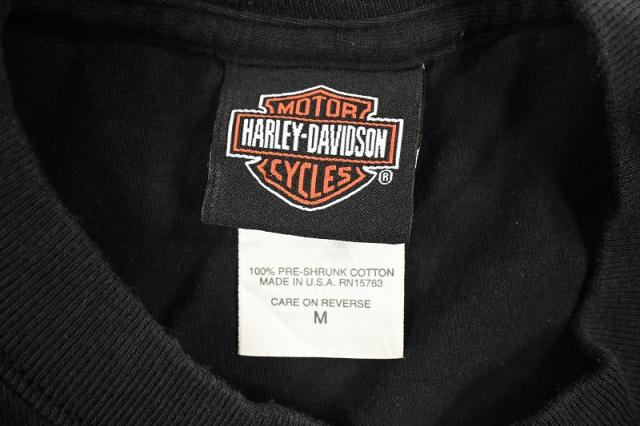 MOTOR
HARLEY-DAVIDSON
CYCLES ®
100% PRE-SHRUNK COTTON
MADE IN U.S.A. RN15763
CARE ON REVERSE
M